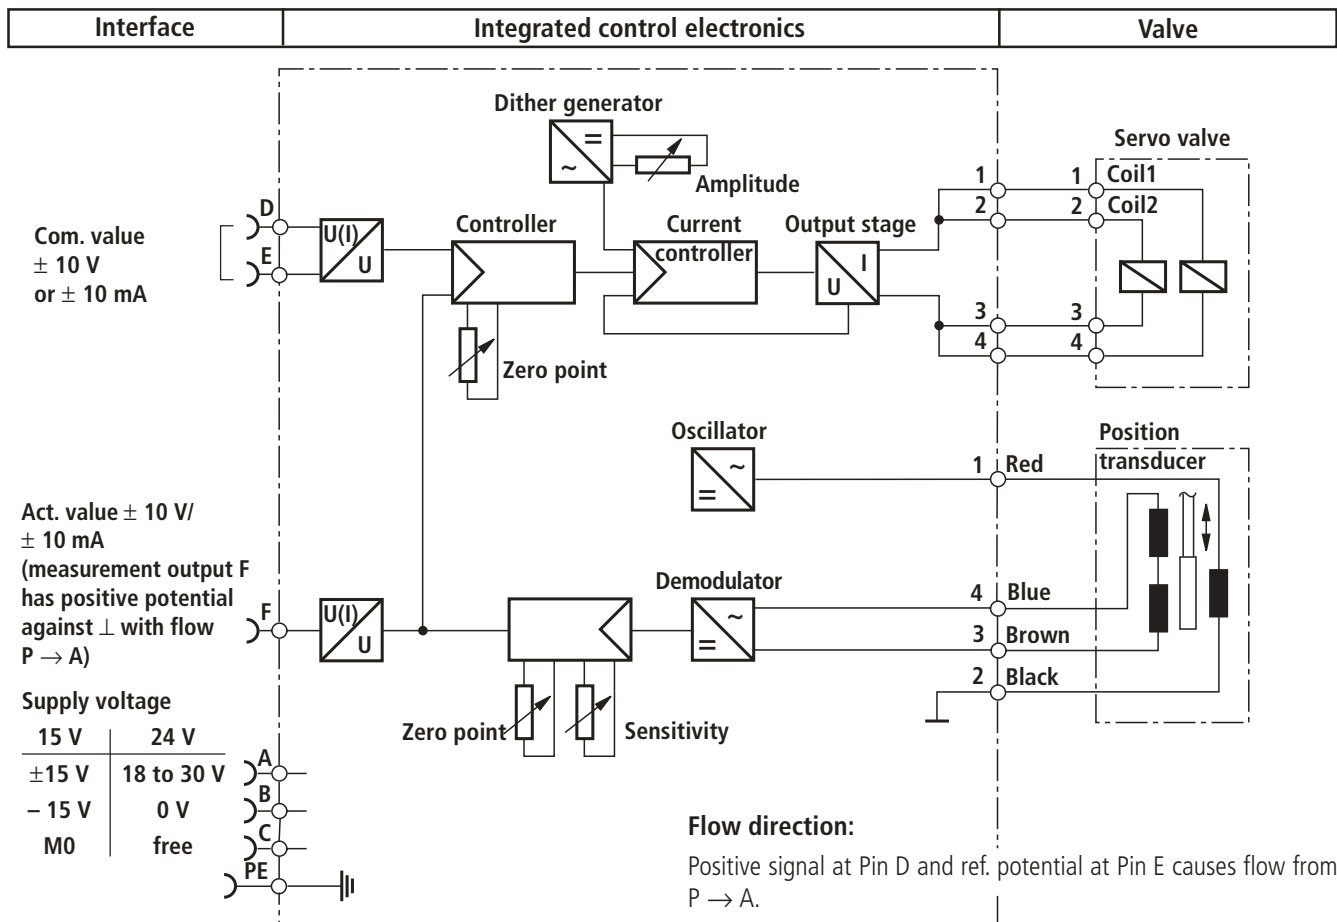 Interface
Integrated control electronics
Valve
Dither generator
=
~
Amplitude
Servo valve
Com. value
± 10 V
or ± 10 mA
D
E
U(I)
U
Controller
Zero point
Current
controller
Output stage
I
U
1
2
3
4
1
2
3
4
Coil1
Coil2
Oscillator
~
=
1
Red
Position
transducer
Act. value ± 10 V/
± 10 mA
(measurement output F
has positive potential
against ⊥ with flow
P → A)
F
U(I)
U
Demodulator
~
=
4
Blue
3
Brown
2
Black
Zero point
Sensitivity
Supply voltage
15 V 24 V
±15 V 18 to 30 V
– 15 V 0 V
M0 free
A
B
C
PE
Flow direction:
Positive signal at Pin D and ref. potential at Pin E causes flow from
P → A.